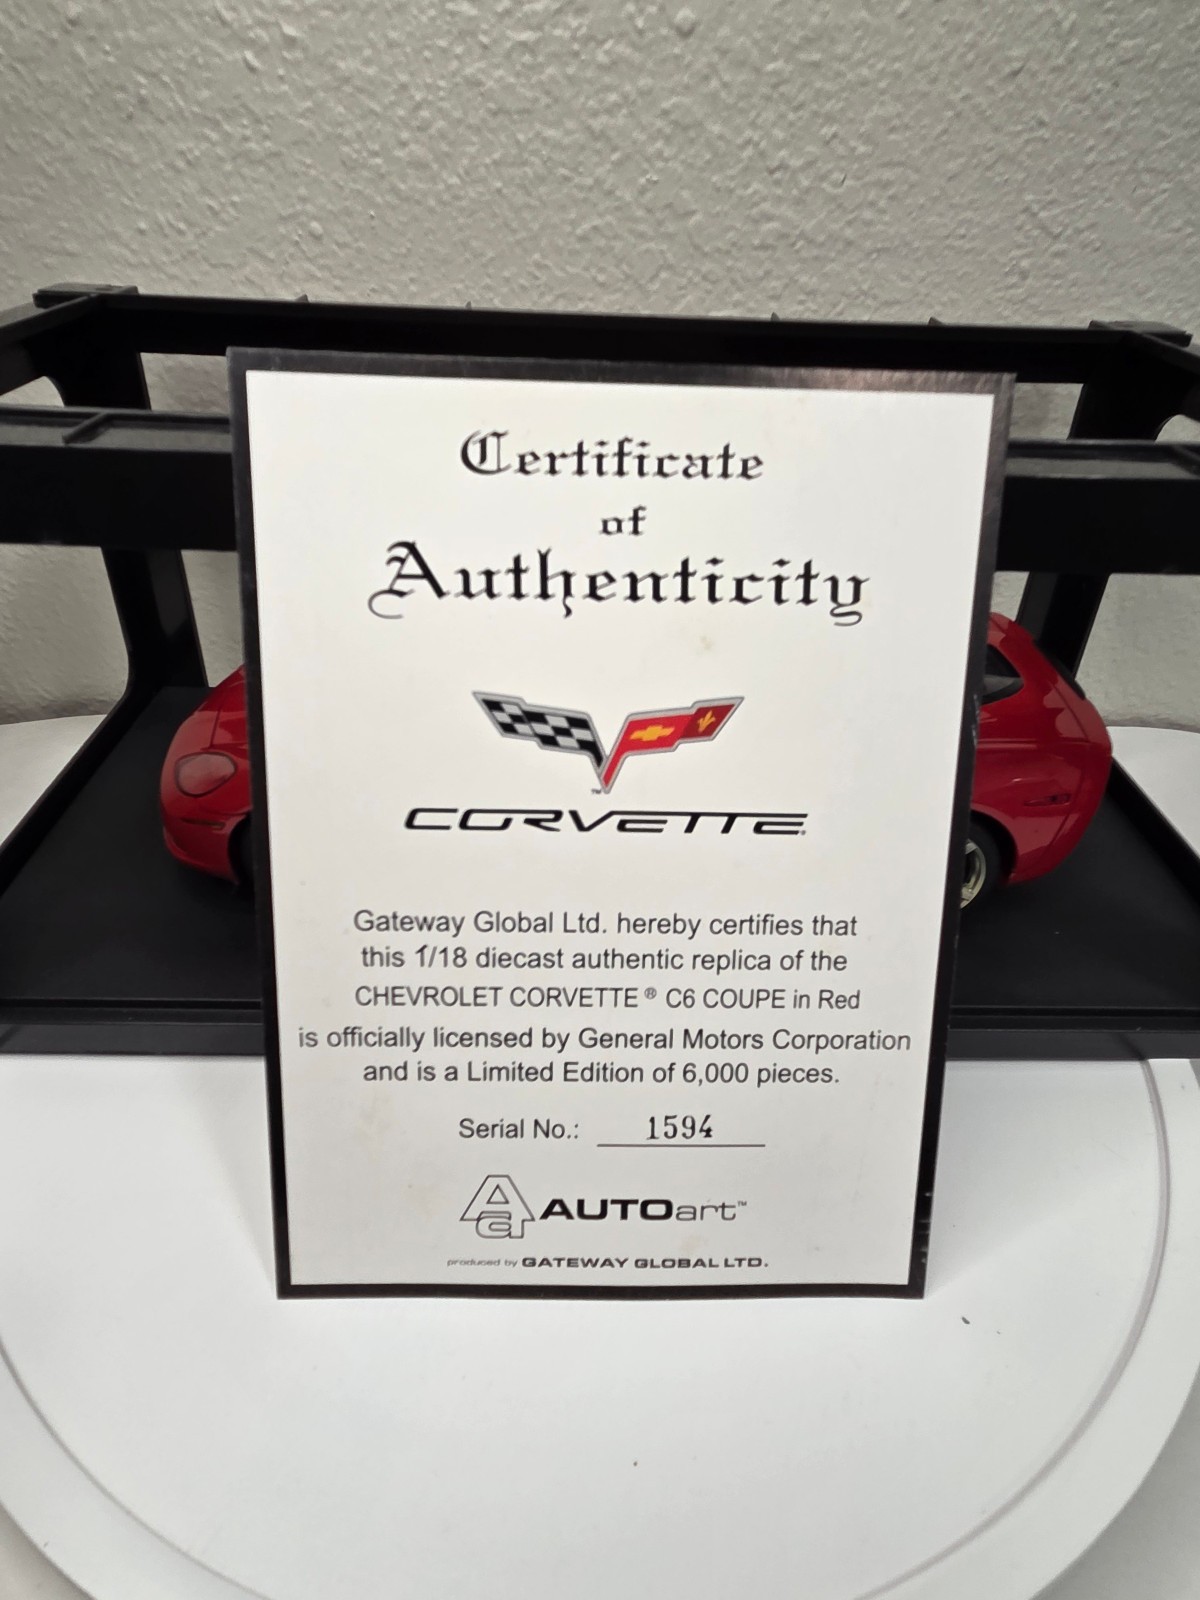 Certificate
of
Authenticity
™
CORVETTE®
Gateway Global Ltd. hereby certifies that
this 1/18 diecast authentic replica of the
CHEVROLET CORVETTE ® C6 COUPE in Red
is officially licensed by General Motors Corporation
and is a Limited Edition of 6,000 pieces.
Serial No.: 1594
AUTOart™
produced by GATEWAY GLOBAL LTD.